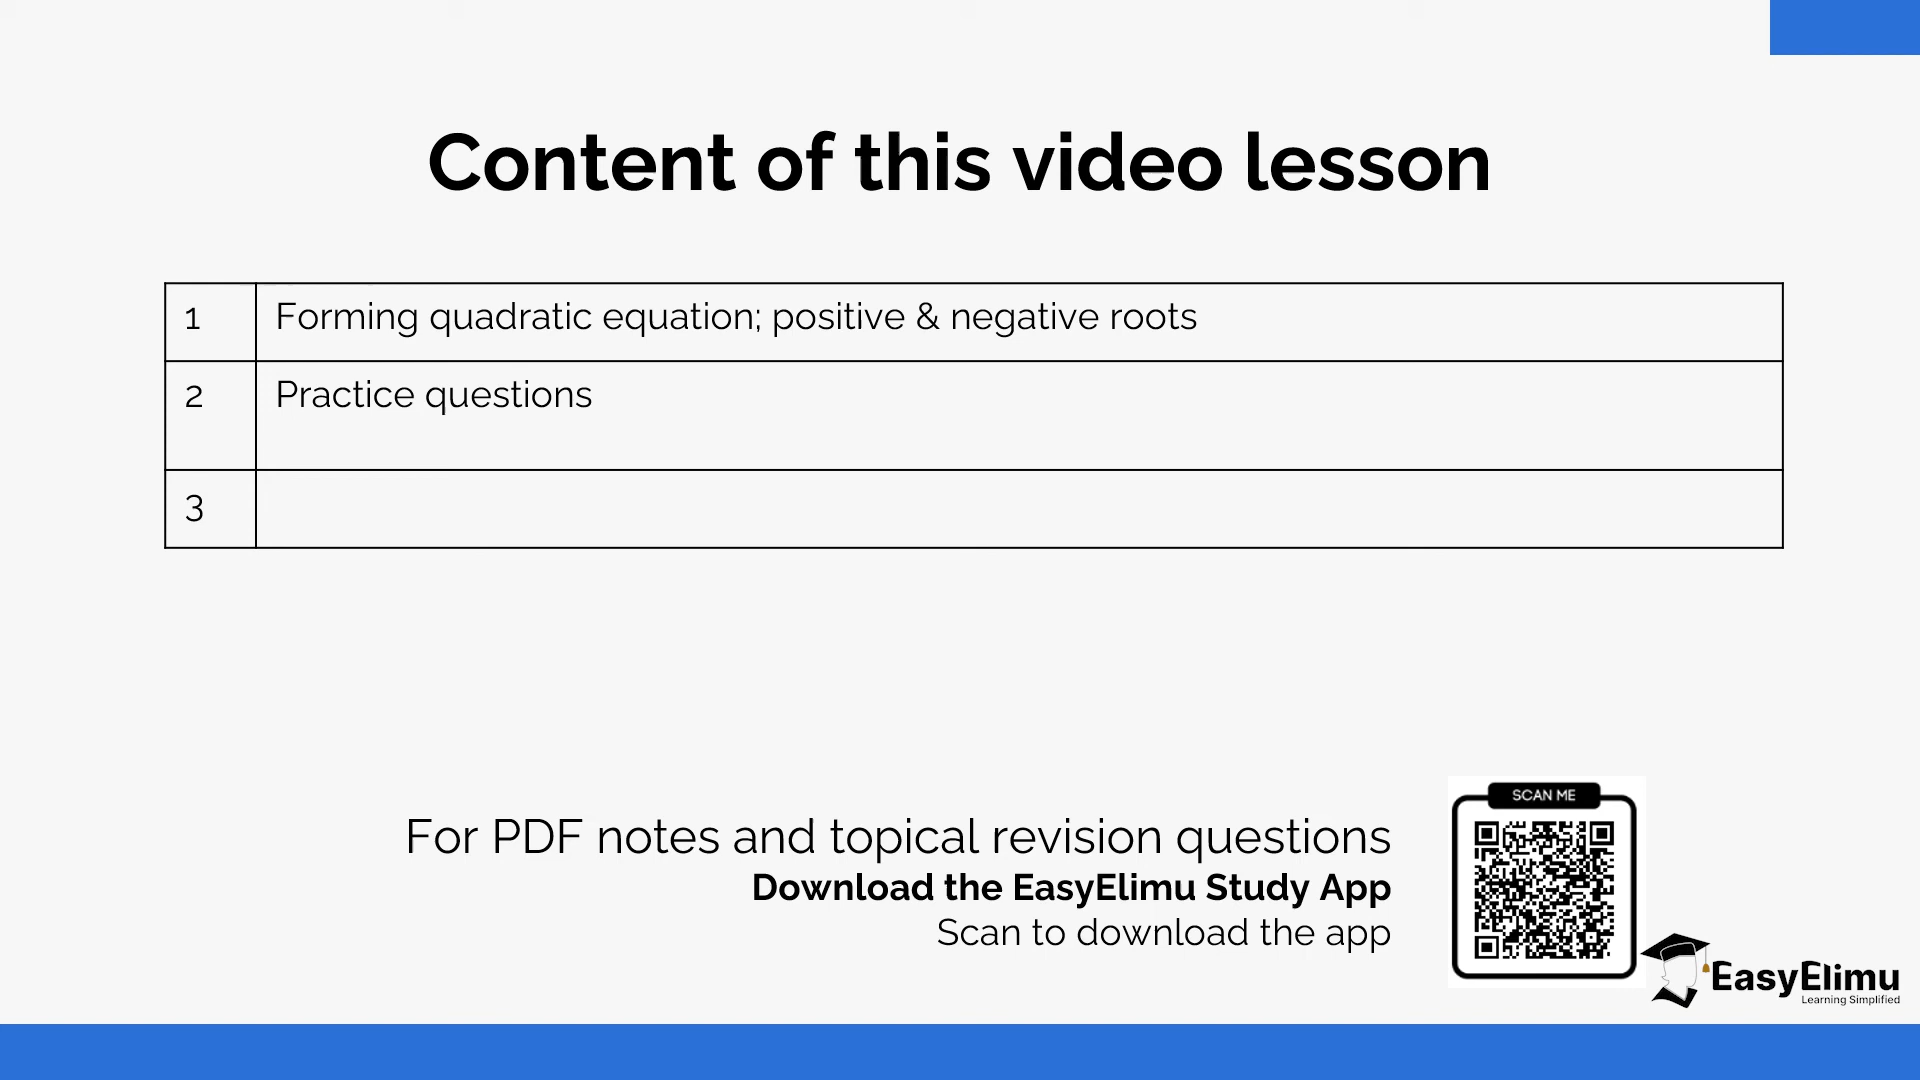 Content of this video lesson
1 Forming quadratic equation; positive & negative roots
2 Practice questions
3
For PDF notes and topical revision questions
Download the EasyElimu Study App
Scan to download the app
SCAN ME
EasyElimu
Learning Simplified